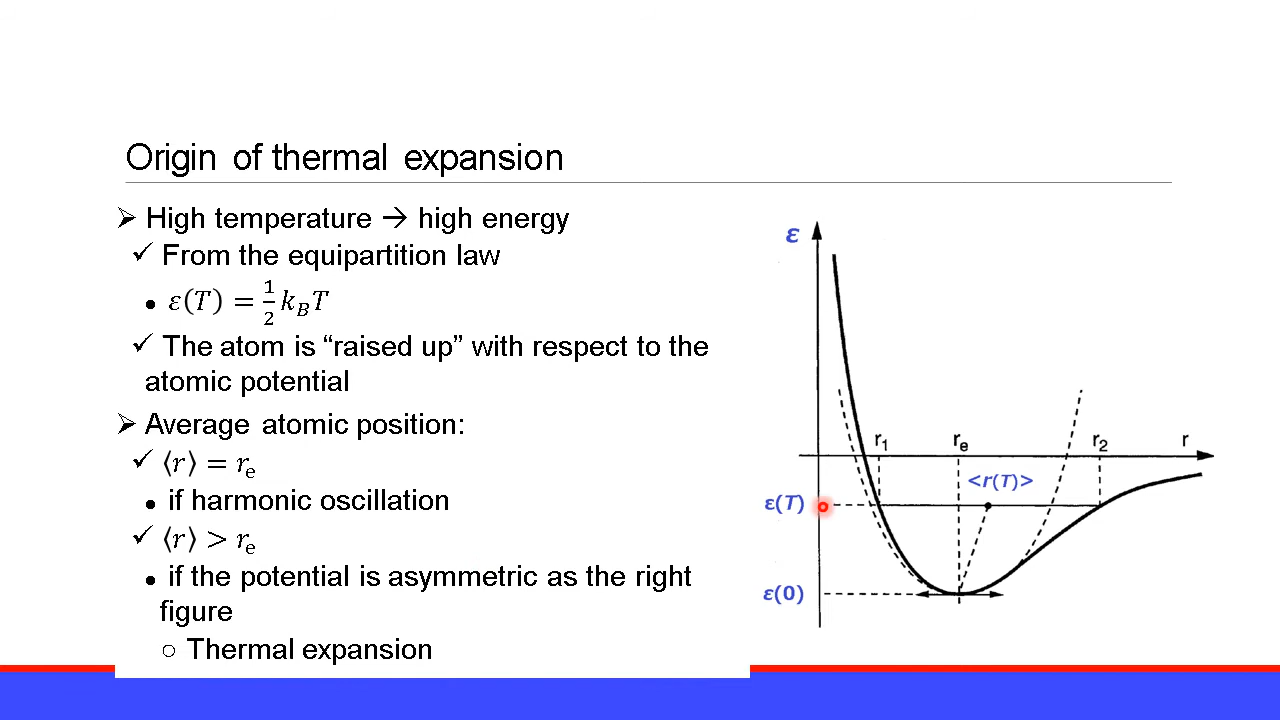 Origin of thermal expansion
➢ High temperature → high energy
✓ From the equipartition law
• ε(T) = 1/2 k_B T
✓ The atom is “raised up” with respect to the
atomic potential
➢ Average atomic position:
✓ ⟨r⟩ = r_e
• if harmonic oscillation
✓ ⟨r⟩ > r_e
• if the potential is asymmetric as the right
figure
○ Thermal expansion
ε
r₁ r_e r₂ r
<r(T)>
ε(T)
ε(0)